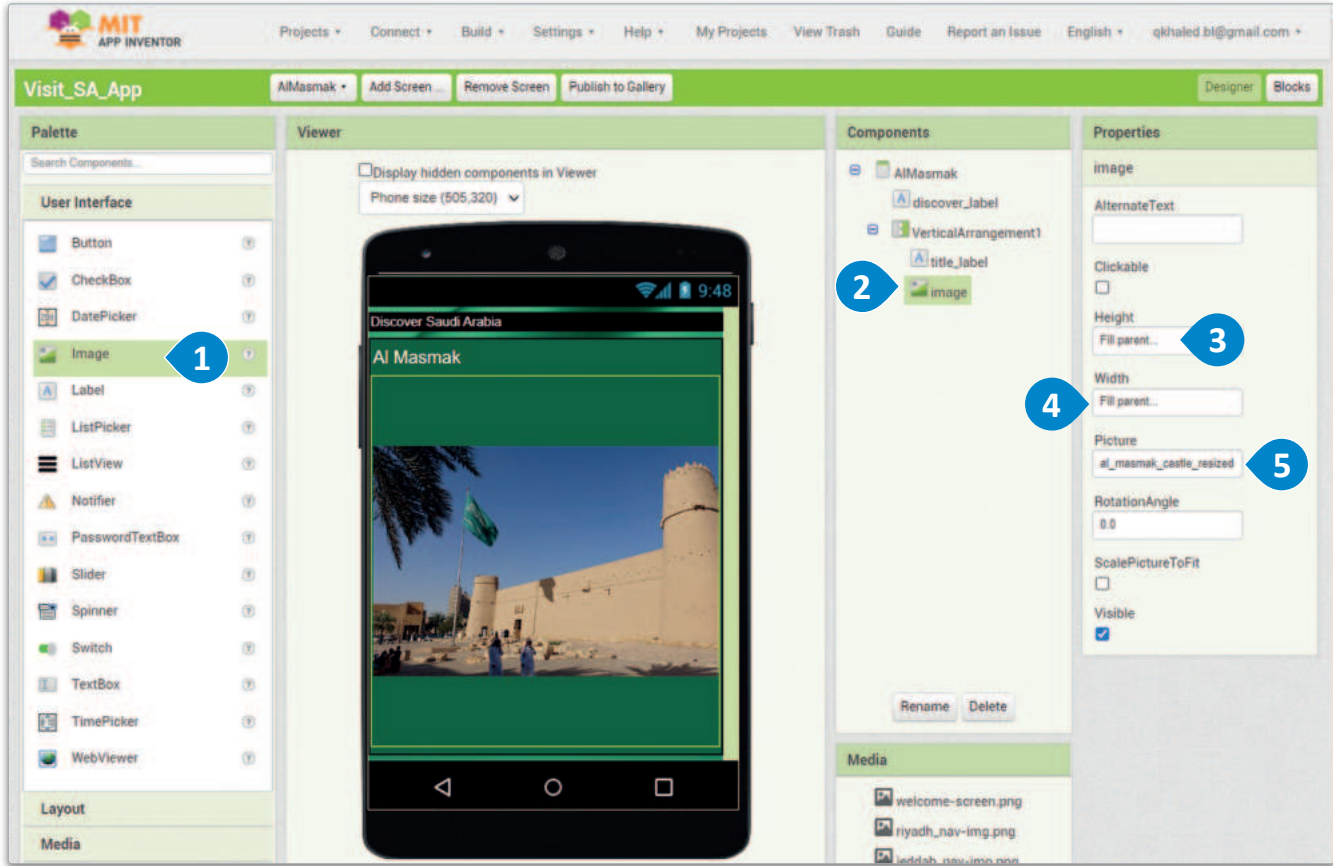 MIT
APP INVENTOR
Projects Connect Build Settings Help My Projects View Trash Guide Report an Issue English qkhaled.bl@gmail.com
Visit_SA_App
AlMasmak Add Screen ... Remove Screen Publish to Gallery Designer Blocks
Palette
Search Components...
User Interface
Button ?
CheckBox ?
DatePicker ?
Image 1 ?
Label ?
ListPicker ?
ListView ?
Notifier ?
PasswordTextBox ?
Slider ?
Spinner ?
Switch ?
TextBox ?
TimePicker ?
WebViewer ?
Layout
Media
Viewer
Display hidden components in Viewer
Phone size (505,320)
9:48
Discover Saudi Arabia
Al Masmak
Components
AlMasmak
discover_label
VerticalArrangement1
title_label
2 image
Rename Delete
Media
welcome-screen.png
riyadh_nav-img.png
jeddah_nav-img.png
Properties
image
AlternateText
Clickable
Height
Fill parent... 3
Width
4 Fill parent...
Picture
al_masmak_castle_resized 5
RotationAngle
0.0
ScalePictureToFit
Visible